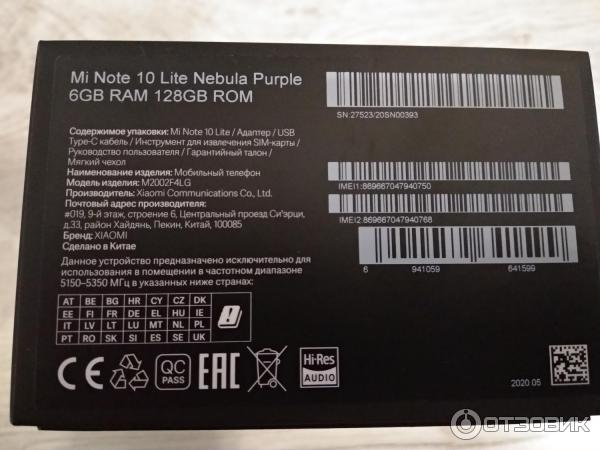 Mi Note 10 Lite Nebula Purple
6GB RAM 128GB ROM
Содержимое упаковки: Mi Note 10 Lite / Адаптер / USB
Type-C кабель / Инструмент для извлечения SIM-карты /
Руководство пользователя / Гарантийный талон /
Мягкий чехол
Наименование изделия: Мобильный телефон
Модель изделия: M2002F4LG
Производитель: Xiaomi Communications Co., Ltd.
Почтовый адрес производителя:
#019, 9-й этаж, строение 6, Центральный проезд Си'эрци,
д.33, район Хайдянь, Пекин, Китай, 100085
Бренд: XIAOMI
Сделано в Китае
Данное устройство предназначено исключительно для
использования в помещении в частотном диапазоне
5150-5350 МГц в указанных ниже странах:
AT BE BG HR CY CZ DK
EE FI FR DE EL HU IE
IT LV LT LU MT NL PL
PT RO SK SI ES SE UK
CE
QC
PASS
EAC
Hi-Res
AUDIO
SN:27523/20SN00393
IMEI1:869667047940750
IMEI2:869667047940768
6 941059 641599
2020.05
ОТЗОВИК